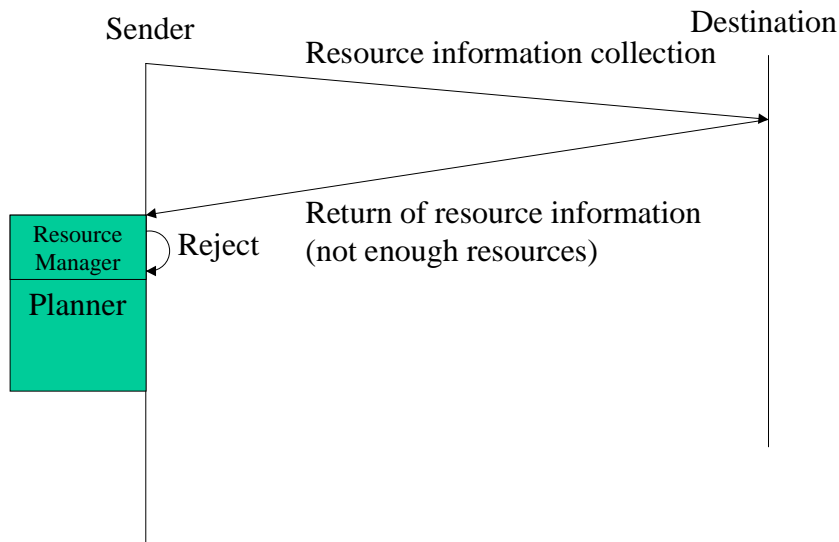 Sender
Destination
Resource information collection
Return of resource information
(not enough resources)
Resource
Manager
Reject
Planner